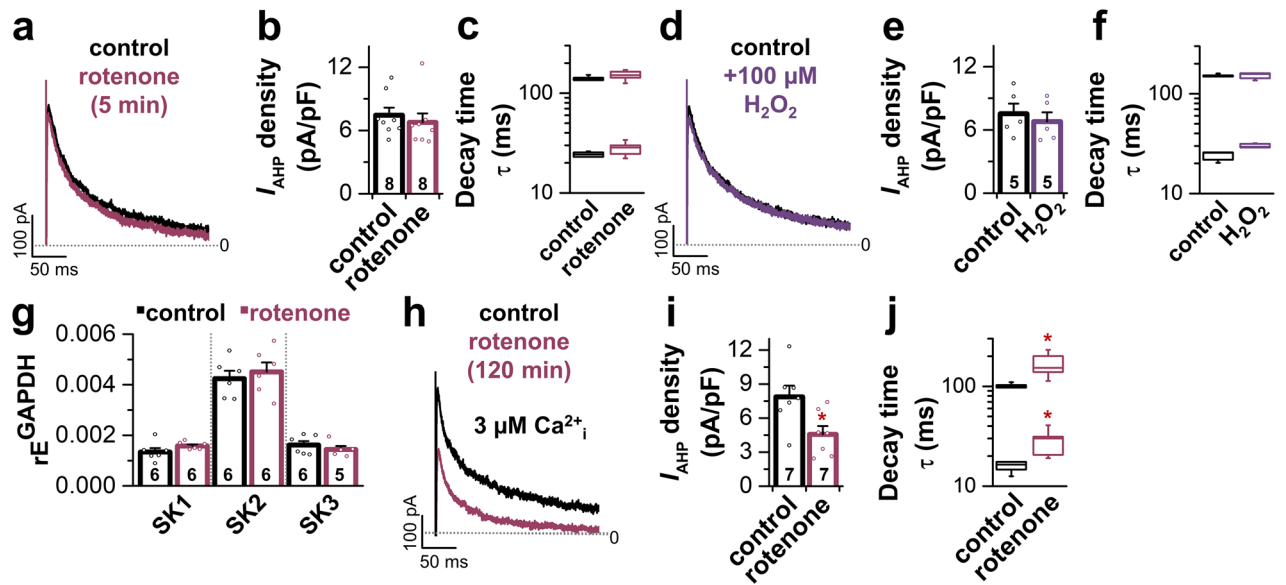 a
control
rotenone
(5 min)
100 pA
50 ms
0
b
I_AHP density
(pA/pF)
12
6
0
8
8
control
rotenone
c
Decay time
τ (ms)
100
10
control
rotenone
d
control
+100 µM
H₂O₂
100 pA
50 ms
0
e
I_AHP density
(pA/pF)
12
6
0
5
5
control
H₂O₂
f
Decay time
τ (ms)
100
10
control
H₂O₂
g
control
rotenone
rE^GAPDH
0.006
0.004
0.002
0.000
6
6
6
6
6
5
SK1
SK2
SK3
h
control
rotenone
(120 min)
3 µM Ca²⁺ᵢ
100 pA
50 ms
0
i
I_AHP density
(pA/pF)
12
9
6
3
0
*
7
7
control
rotenone
j
Decay time
τ (ms)
100
10
*
*
control
rotenone